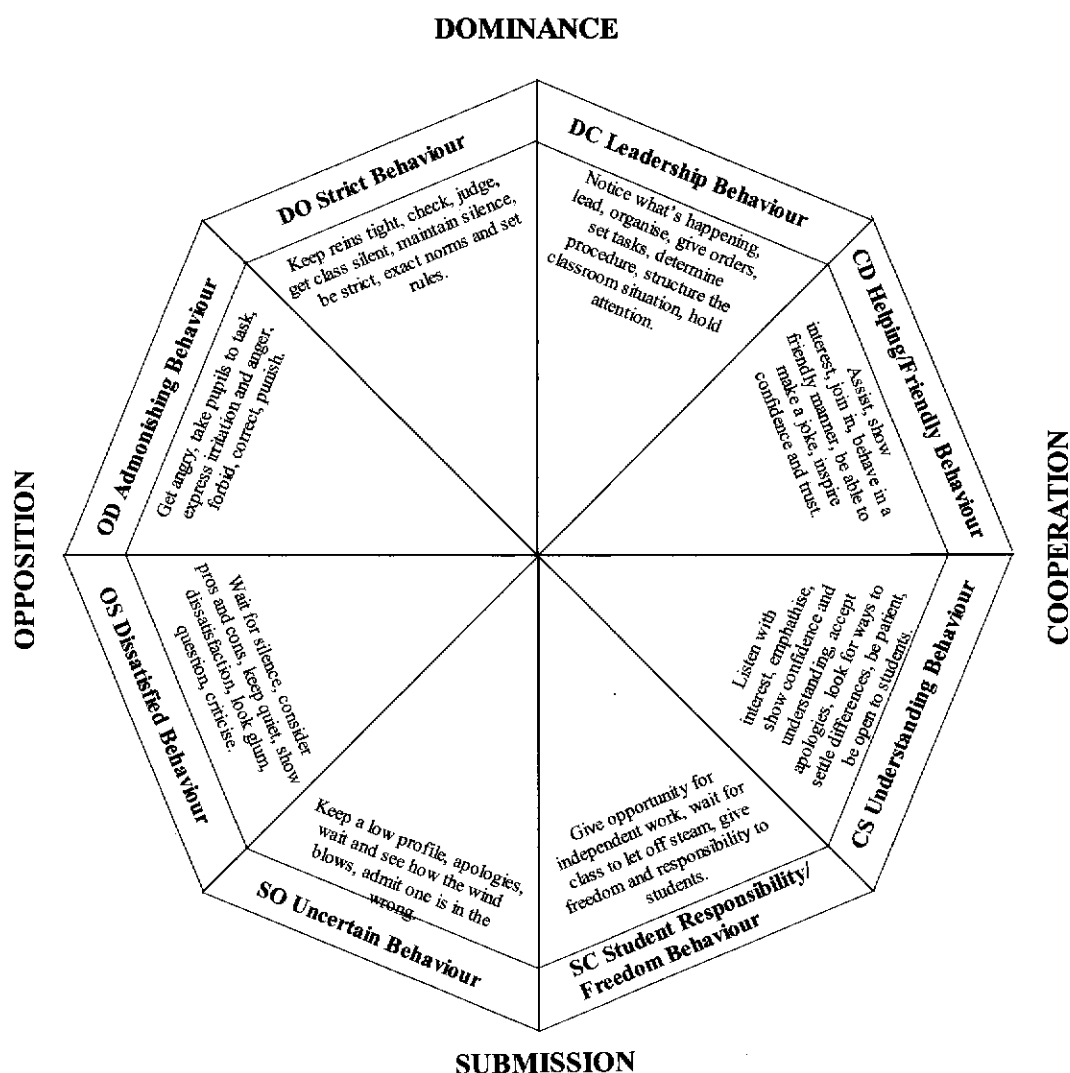 DOMINANCE
DC Leadership Behaviour
Notice what's happening,
lead, organise, give orders,
set tasks, determine
procedure, structure the
classroom situation, hold
attention.
CD Helping/Friendly Behaviour
Assist, show
interest, join in, behave in a
friendly manner, be able to
make a joke, inspire
confidence and trust.
COOPERATION
CS Understanding Behaviour
Listen with
interest, emphathise,
show confidence and
understanding, accept
apologies, look for ways to
settle differences, be patient,
be open to students.
SC Student Responsibility/
Freedom Behaviour
Give opportunity for
independent work, wait for
class to let off steam, give
freedom and responsibility to
students.
SUBMISSION
SO Uncertain Behaviour
Keep a low profile, apologies,
wait and see how the wind
blows, admit one is in the
wrong.
OS Dissatisfied Behaviour
Wait for silence, consider
pros and cons, keep quiet, show
dissatisfaction, look glum,
question, criticise.
OPPOSITION
OD Admonishing Behaviour
Get angry, take pupils to task,
express irritation and anger,
forbid, correct, punish.
DO Strict Behaviour
Keep reins tight, check, judge,
get class silent, maintain silence,
be strict, exact norms and set
rules.